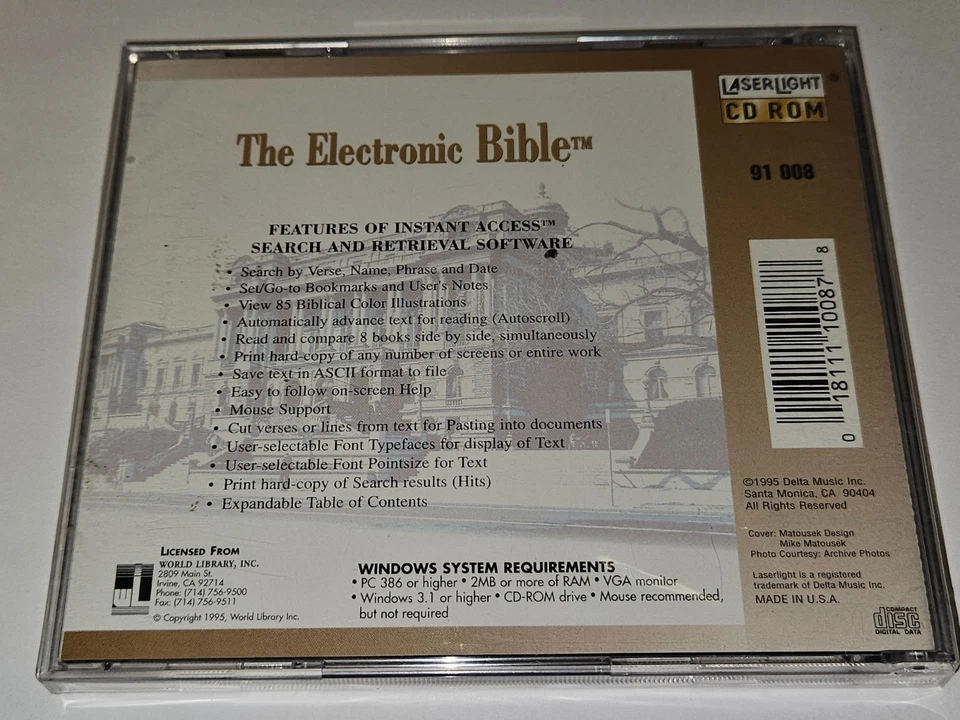 The Electronic Bible™
FEATURES OF INSTANT ACCESS™
SEARCH AND RETRIEVAL SOFTWARE
• Search by Verse, Name, Phrase and Date
• Set/Go-to Bookmarks and User's Notes
• View 85 Biblical Color Illustrations
• Automatically advance text for reading (Autoscroll)
• Read and compare 8 books side by side, simultaneously
• Print hard-copy of any number of screens or entire work
• Save text in ASCII format to file
• Easy to follow on-screen Help
• Mouse Support
• Cut verses or lines from text for Pasting into documents
• User-selectable Font Typefaces for display of Text
• User-selectable Font Pointsize for Text
• Print hard-copy of Search results (Hits)
• Expandable Table of Contents
LICENSED FROM
WORLD LIBRARY, INC.
2809 Main St.
Irvine, CA 92714
Phone: (714) 756-9500
Fax: (714) 756-9511
© Copyright 1995, World Library Inc.
WINDOWS SYSTEM REQUIREMENTS
• PC 386 or higher • 2MB or more of RAM • VGA monitor
• Windows 3.1 or higher • CD-ROM drive • Mouse recommended,
but not required
LASERLIGHT®
CD ROM
91 008
0 18111 10087 8
©1995 Delta Music Inc.
Santa Monica, CA 90404
All Rights Reserved
Cover: Matousek Design
Mike Matousek
Photo Courtesy: Archive Photos
Laserlight is a registered
trademark of Delta Music Inc.
MADE IN U.S.A.
COMPACT
disc
DIGITAL DATA